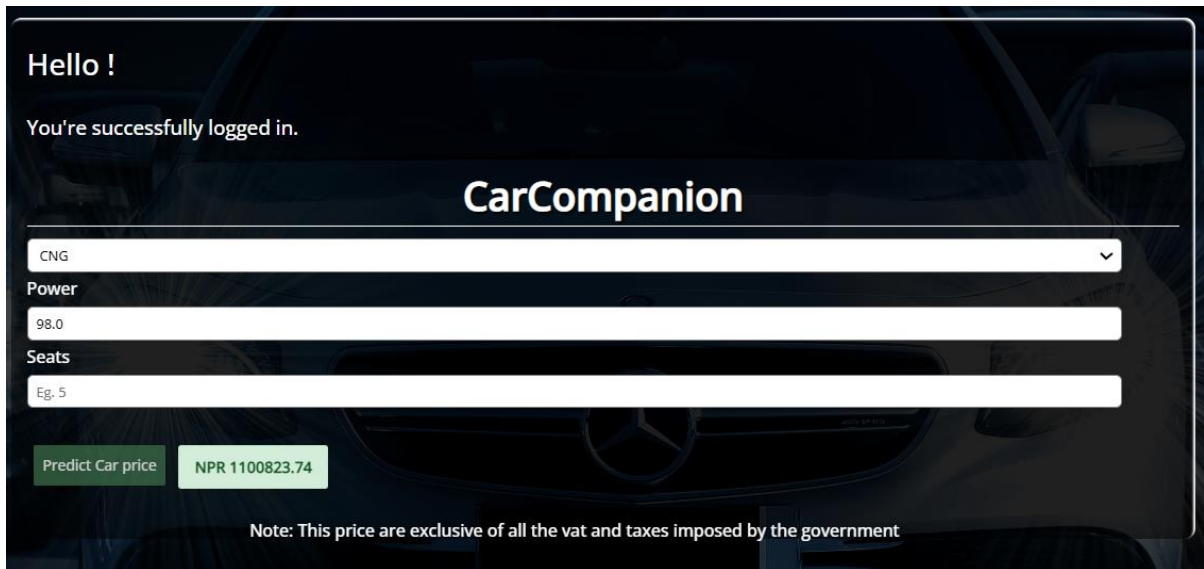 Hello !
You're successfully logged in.
CarCompanion
CNG
Power
98.0
Seats
Eg. 5
Predict Car price
NPR 1100823.74
Note: This price are exclusive of all the vat and taxes imposed by the government